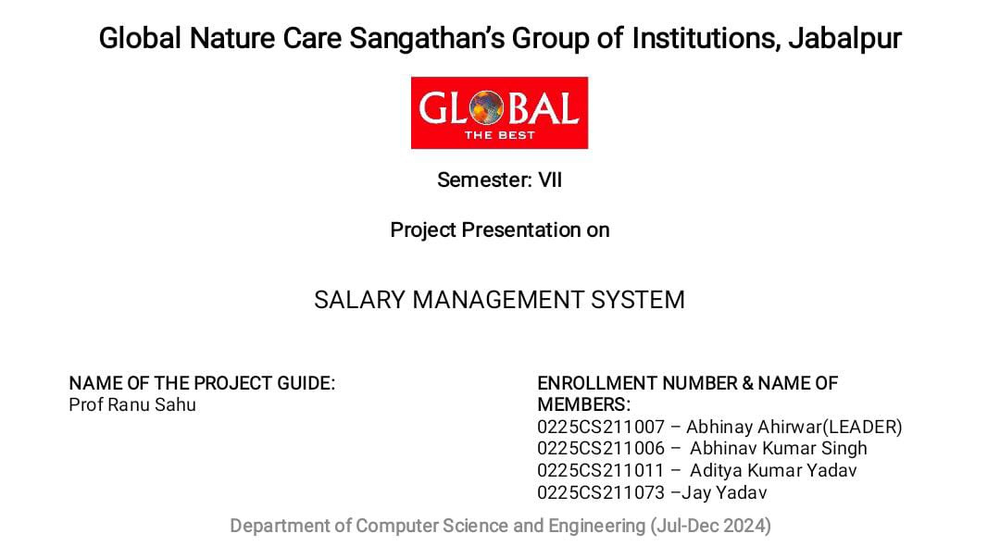 Global Nature Care Sangathan’s Group of Institutions, Jabalpur
GLOBAL
THE BEST
Semester: VII
Project Presentation on
SALARY MANAGEMENT SYSTEM
NAME OF THE PROJECT GUIDE:
Prof Ranu Sahu
ENROLLMENT NUMBER & NAME OF
MEMBERS:
0225CS211007 – Abhinay Ahirwar(LEADER)
0225CS211006 – Abhinav Kumar Singh
0225CS211011 – Aditya Kumar Yadav
0225CS211073 –Jay Yadav
Department of Computer Science and Engineering (Jul-Dec 2024)